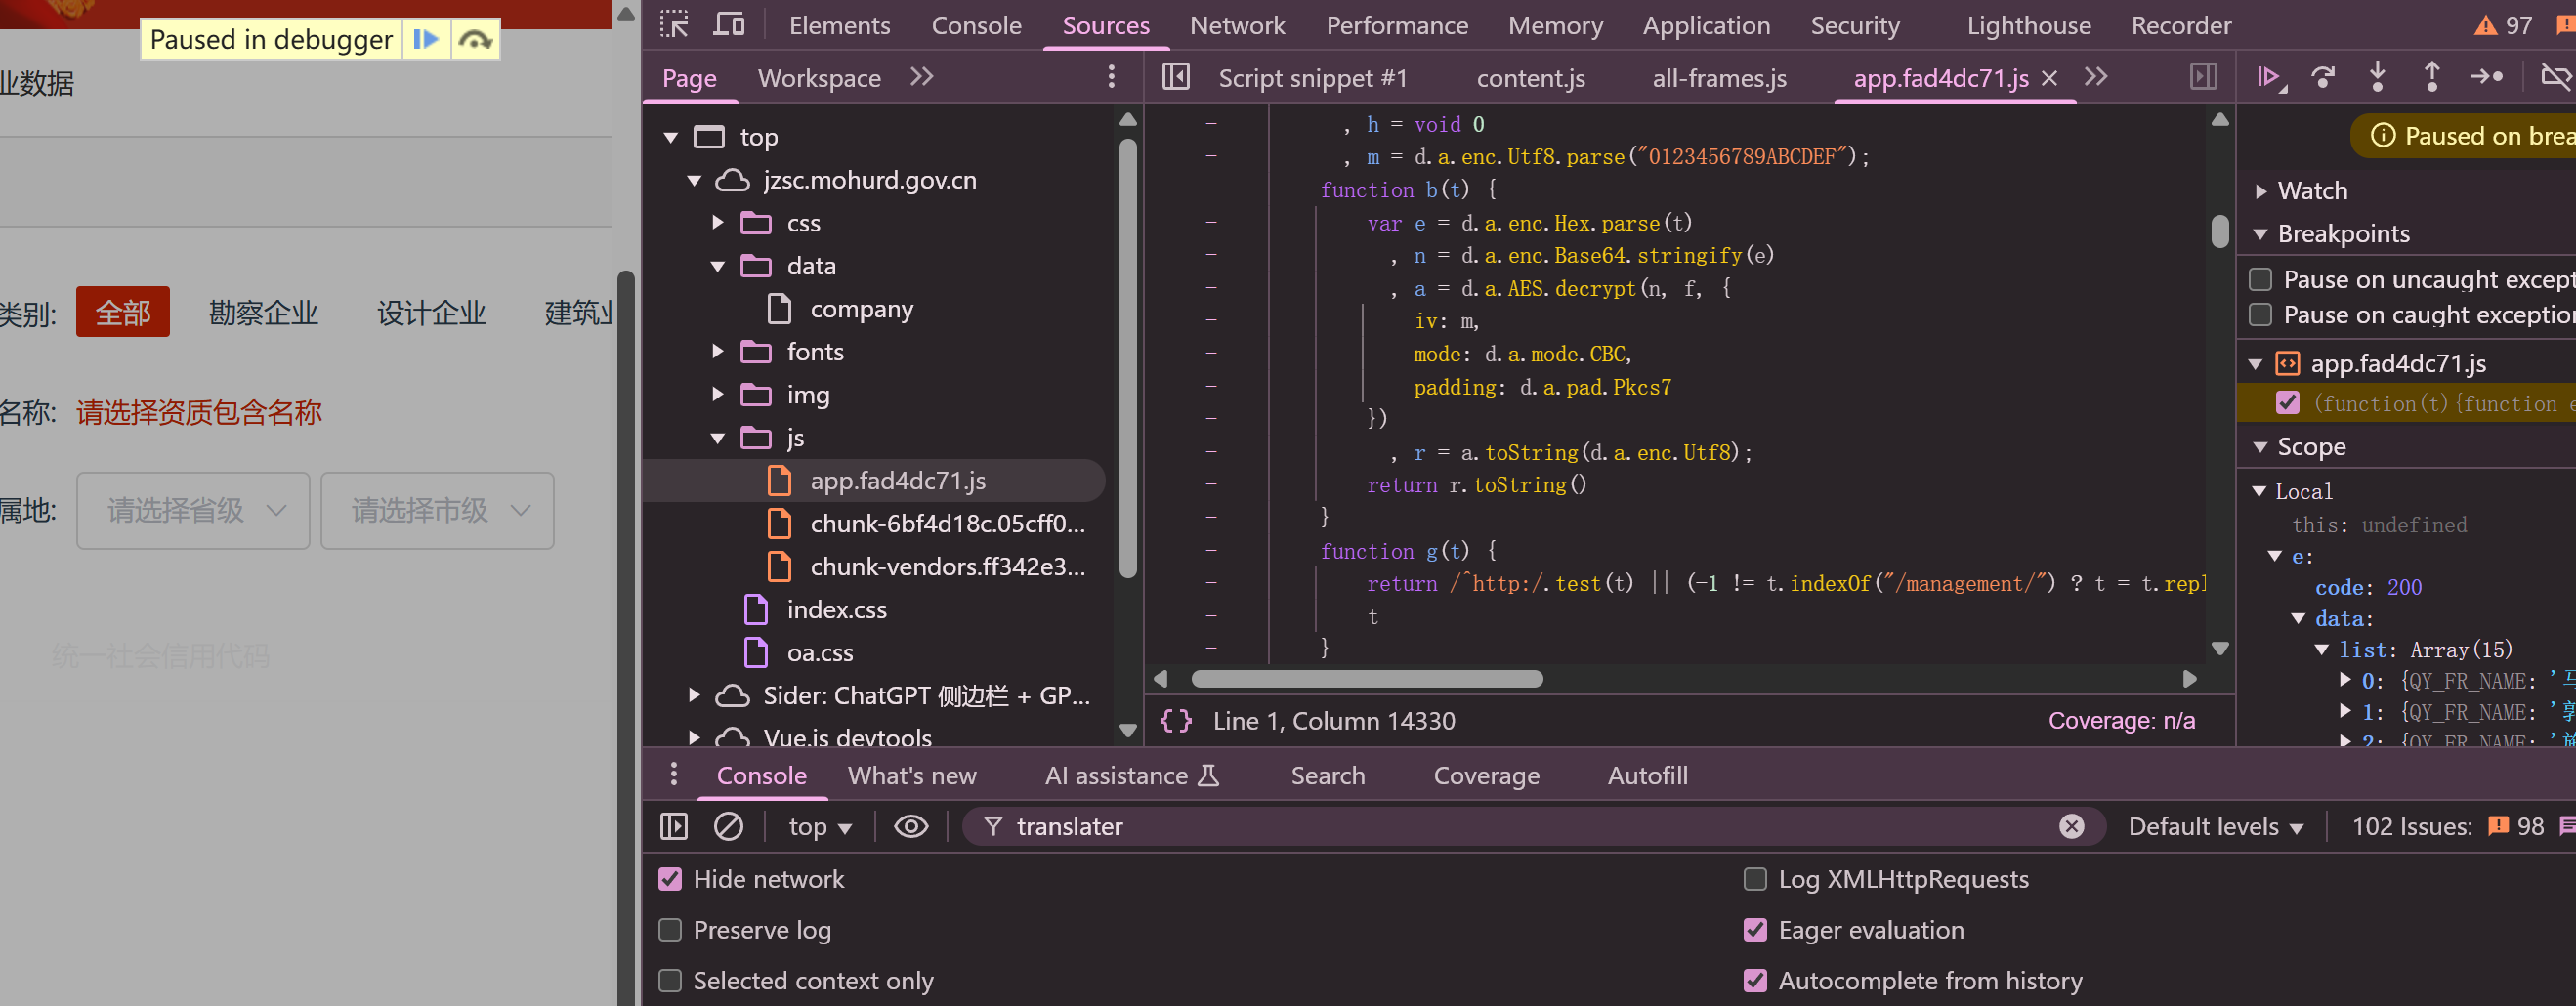 Paused in debugger
业数据
类别: 全部 勘察企业 设计企业 建筑业
名称: 请选择资质包含名称
属地: 请选择省级 请选择市级
统一社会信用代码
Elements Console Sources Network Performance Memory Application Security Lighthouse Recorder 97
Page Workspace
Script snippet #1 content.js all-frames.js app.fad4dc71.js
top
jzsc.mohurd.gov.cn
css
data
company
fonts
img
js
app.fad4dc71.js
chunk-6bf4d18c.05cff0...
chunk-vendors.ff342e3...
index.css
oa.css
Sider: ChatGPT 侧边栏 + GP...
Vue.js devtools
, h = void 0
, m = d.a.enc.Utf8.parse("0123456789ABCDEF");
function b(t) {
var e = d.a.enc.Hex.parse(t)
, n = d.a.enc.Base64.stringify(e)
, a = d.a.AES.decrypt(n, f, {
iv: m,
mode: d.a.mode.CBC,
padding: d.a.pad.Pkcs7
})
, r = a.toString(d.a.enc.Utf8);
return r.toString()
}
function g(t) {
return /^http:/.test(t) || (-1 != t.indexOf("/management/") ? t = t.repl
t
}
{} Line 1, Column 14330 Coverage: n/a
Paused on brea
Watch
Breakpoints
Pause on uncaught except
Pause on caught exception
app.fad4dc71.js
(function(t){function e
Scope
Local
this: undefined
e:
code: 200
data:
list: Array(15)
0: {QY_FR_NAME: '马
1: {QY_FR_NAME: '郭
2: {QY_FR_NAME: '施
Console What's new AI assistance Search Coverage Autofill
top translater Default levels 102 Issues: 98
Hide network Log XMLHttpRequests
Preserve log Eager evaluation
Selected context only Autocomplete from history